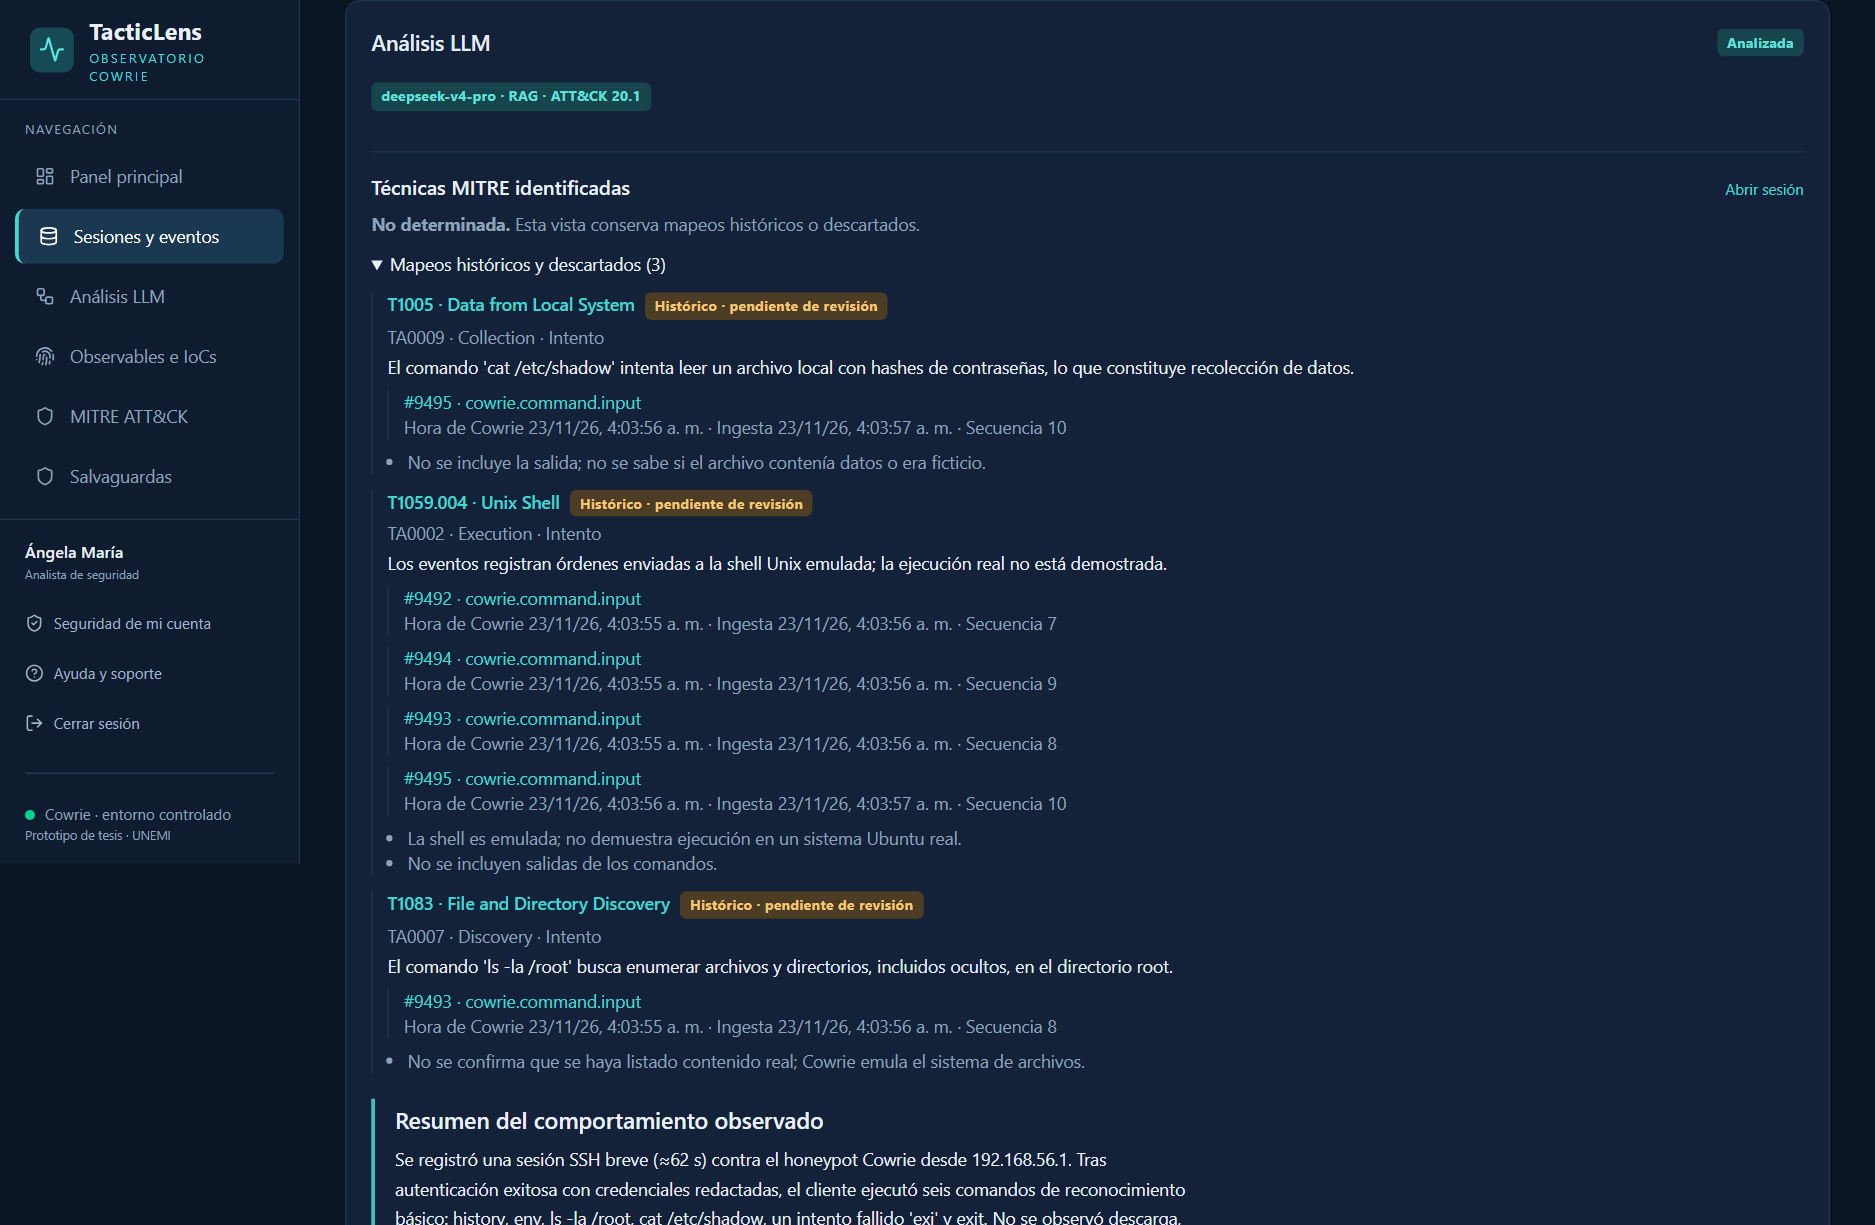 TacticLens
OBSERVATORIO
COWRIE
NAVEGACIÓN
Panel principal
Sesiones y eventos
Análisis LLM
Observables e IoCs
MITRE ATT&CK
Salvaguardas
Ángela María
Analista de seguridad
Seguridad de mi cuenta
Ayuda y soporte
Cerrar sesión
Cowrie · entorno controlado
Prototipo de tesis · UNEMI
Análisis LLM
Analizada
deepseek-v4-pro · RAG · ATT&CK 20.1
Técnicas MITRE identificadas
Abrir sesión
No determinada. Esta vista conserva mapeos históricos o descartados.
▼ Mapeos históricos y descartados (3)
T1005 · Data from Local System Histórico · pendiente de revisión
TA0009 · Collection · Intento
El comando 'cat /etc/shadow' intenta leer un archivo local con hashes de contraseñas, lo que constituye recolección de datos.
#9495 · cowrie.command.input
Hora de Cowrie 23/11/26, 4:03:56 a. m. · Ingesta 23/11/26, 4:03:57 a. m. · Secuencia 10
• No se incluye la salida; no se sabe si el archivo contenía datos o era ficticio.
T1059.004 · Unix Shell Histórico · pendiente de revisión
TA0002 · Execution · Intento
Los eventos registran órdenes enviadas a la shell Unix emulada; la ejecución real no está demostrada.
#9492 · cowrie.command.input
Hora de Cowrie 23/11/26, 4:03:55 a. m. · Ingesta 23/11/26, 4:03:56 a. m. · Secuencia 7
#9494 · cowrie.command.input
Hora de Cowrie 23/11/26, 4:03:55 a. m. · Ingesta 23/11/26, 4:03:56 a. m. · Secuencia 9
#9493 · cowrie.command.input
Hora de Cowrie 23/11/26, 4:03:55 a. m. · Ingesta 23/11/26, 4:03:56 a. m. · Secuencia 8
#9495 · cowrie.command.input
Hora de Cowrie 23/11/26, 4:03:56 a. m. · Ingesta 23/11/26, 4:03:57 a. m. · Secuencia 10
• La shell es emulada; no demuestra ejecución en un sistema Ubuntu real.
• No se incluyen salidas de los comandos.
T1083 · File and Directory Discovery Histórico · pendiente de revisión
TA0007 · Discovery · Intento
El comando 'ls -la /root' busca enumerar archivos y directorios, incluidos ocultos, en el directorio root.
#9493 · cowrie.command.input
Hora de Cowrie 23/11/26, 4:03:55 a. m. · Ingesta 23/11/26, 4:03:56 a. m. · Secuencia 8
• No se confirma que se haya listado contenido real; Cowrie emula el sistema de archivos.
Resumen del comportamiento observado
Se registró una sesión SSH breve (≈62 s) contra el honeypot Cowrie desde 192.168.56.1. Tras
autenticación exitosa con credenciales redactadas, el cliente ejecutó seis comandos de reconocimiento
básico: history, env, ls -la /root, cat /etc/shadow, un intento fallido 'exi' y exit. No se observó descarga,